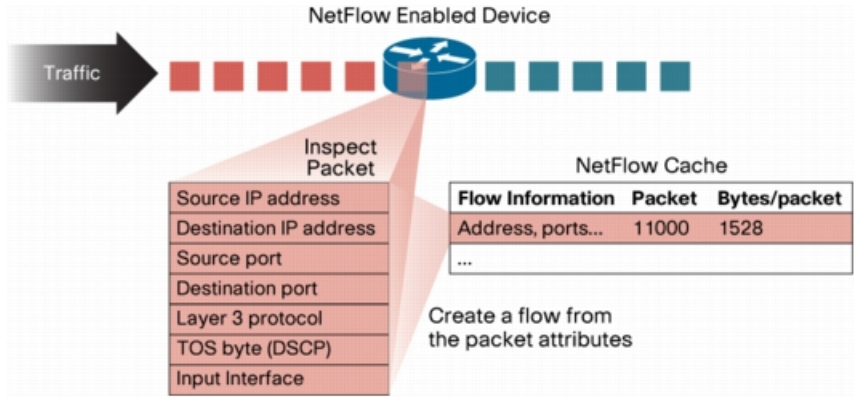 NetFlow Enabled Device
Traffic
Inspect
Packet
Source IP address
Destination IP address
Source port
Destination port
Layer 3 protocol
TOS byte (DSCP)
Input Interface
NetFlow Cache
Flow Information Packet Bytes/packet
Address, ports... 11000 1528
...
Create a flow from
the packet attributes